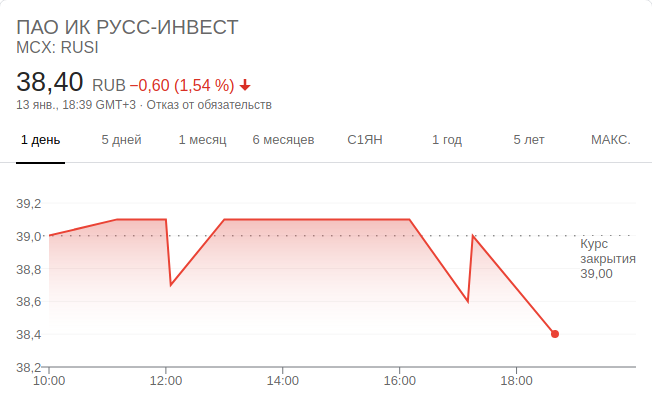 ПАО ИК РУСС-ИНВЕСТ
MCX: RUSI
38,40 RUB −0,60 (1,54 %)
13 янв., 18:39 GMT+3 · Отказ от обязательств
1 день 5 дней 1 месяц 6 месяцев С1ЯН 1 год 5 лет МАКС.
39,2
39,0
Курс
закрытия
39,00
38,8
38,6
38,4
38,2
10:00 12:00 14:00 16:00 18:00